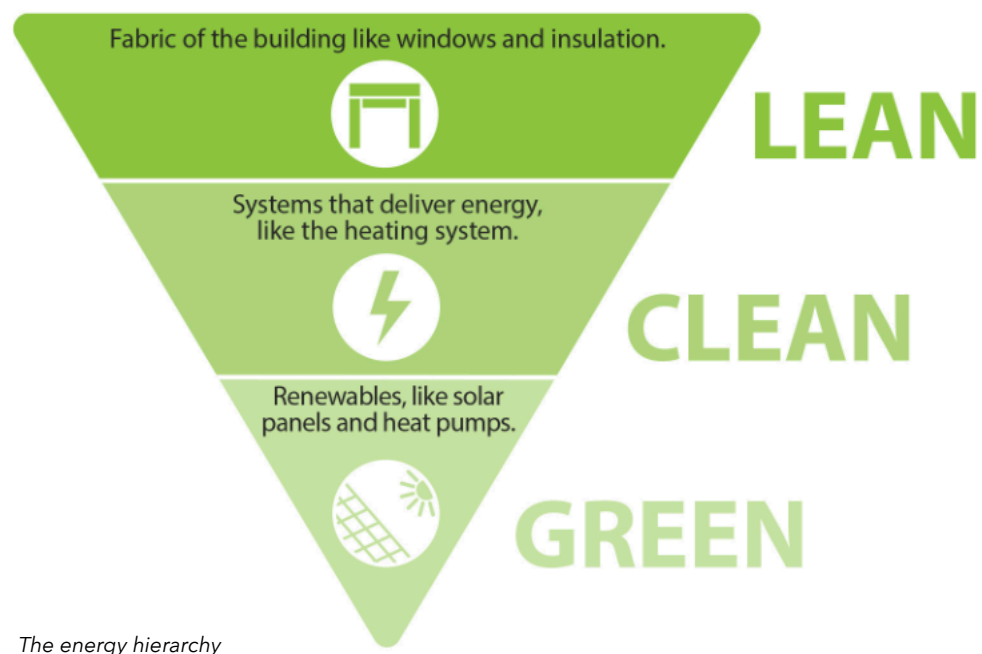 Fabric of the building like windows and insulation.
LEAN
Systems that deliver energy,
like the heating system.
CLEAN
Renewables, like solar
panels and heat pumps.
GREEN
The energy hierarchy